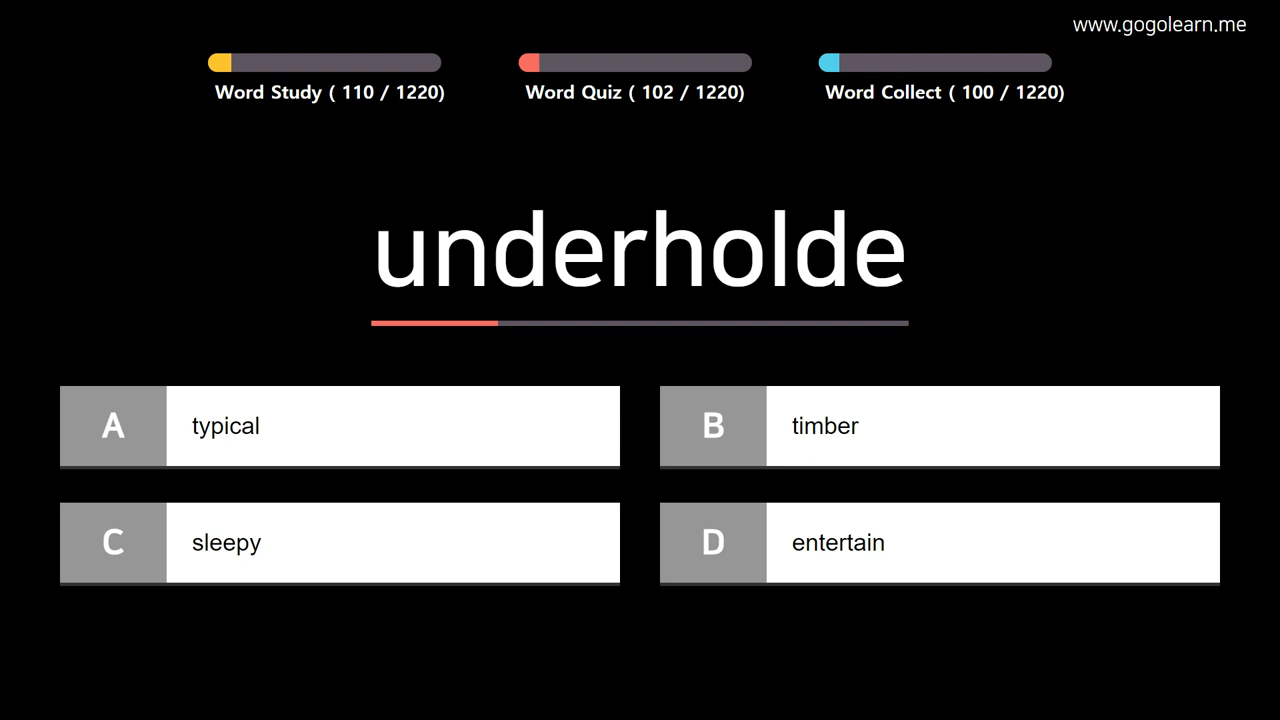 www.gogolearn.me
Word Study ( 110 / 1220)
Word Quiz ( 102 / 1220)
Word Collect ( 100 / 1220)
underholde
A typical
B timber
C sleepy
D entertain